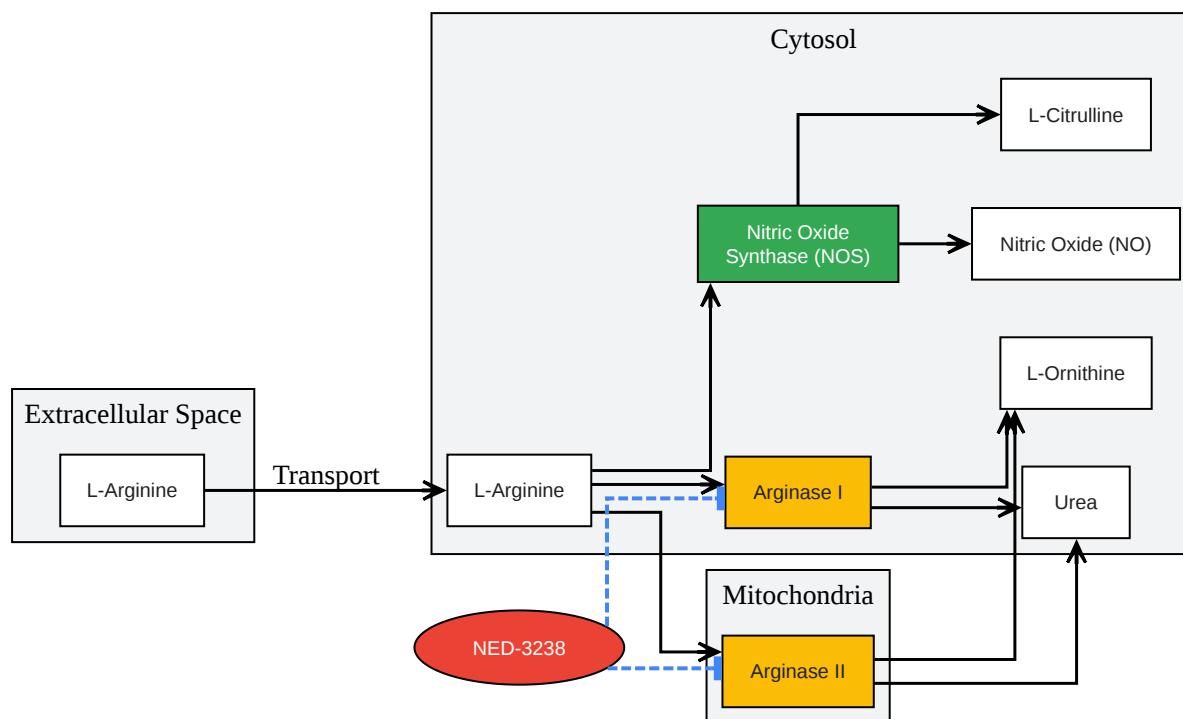 Cytosol
L-Citrulline
Nitric Oxide
Synthase (NOS)
Nitric Oxide (NO)
L-Ornithine
Extracellular Space
L-Arginine
Transport
L-Arginine
Arginase I
Urea
Mitochondria
NED-3238
Arginase II